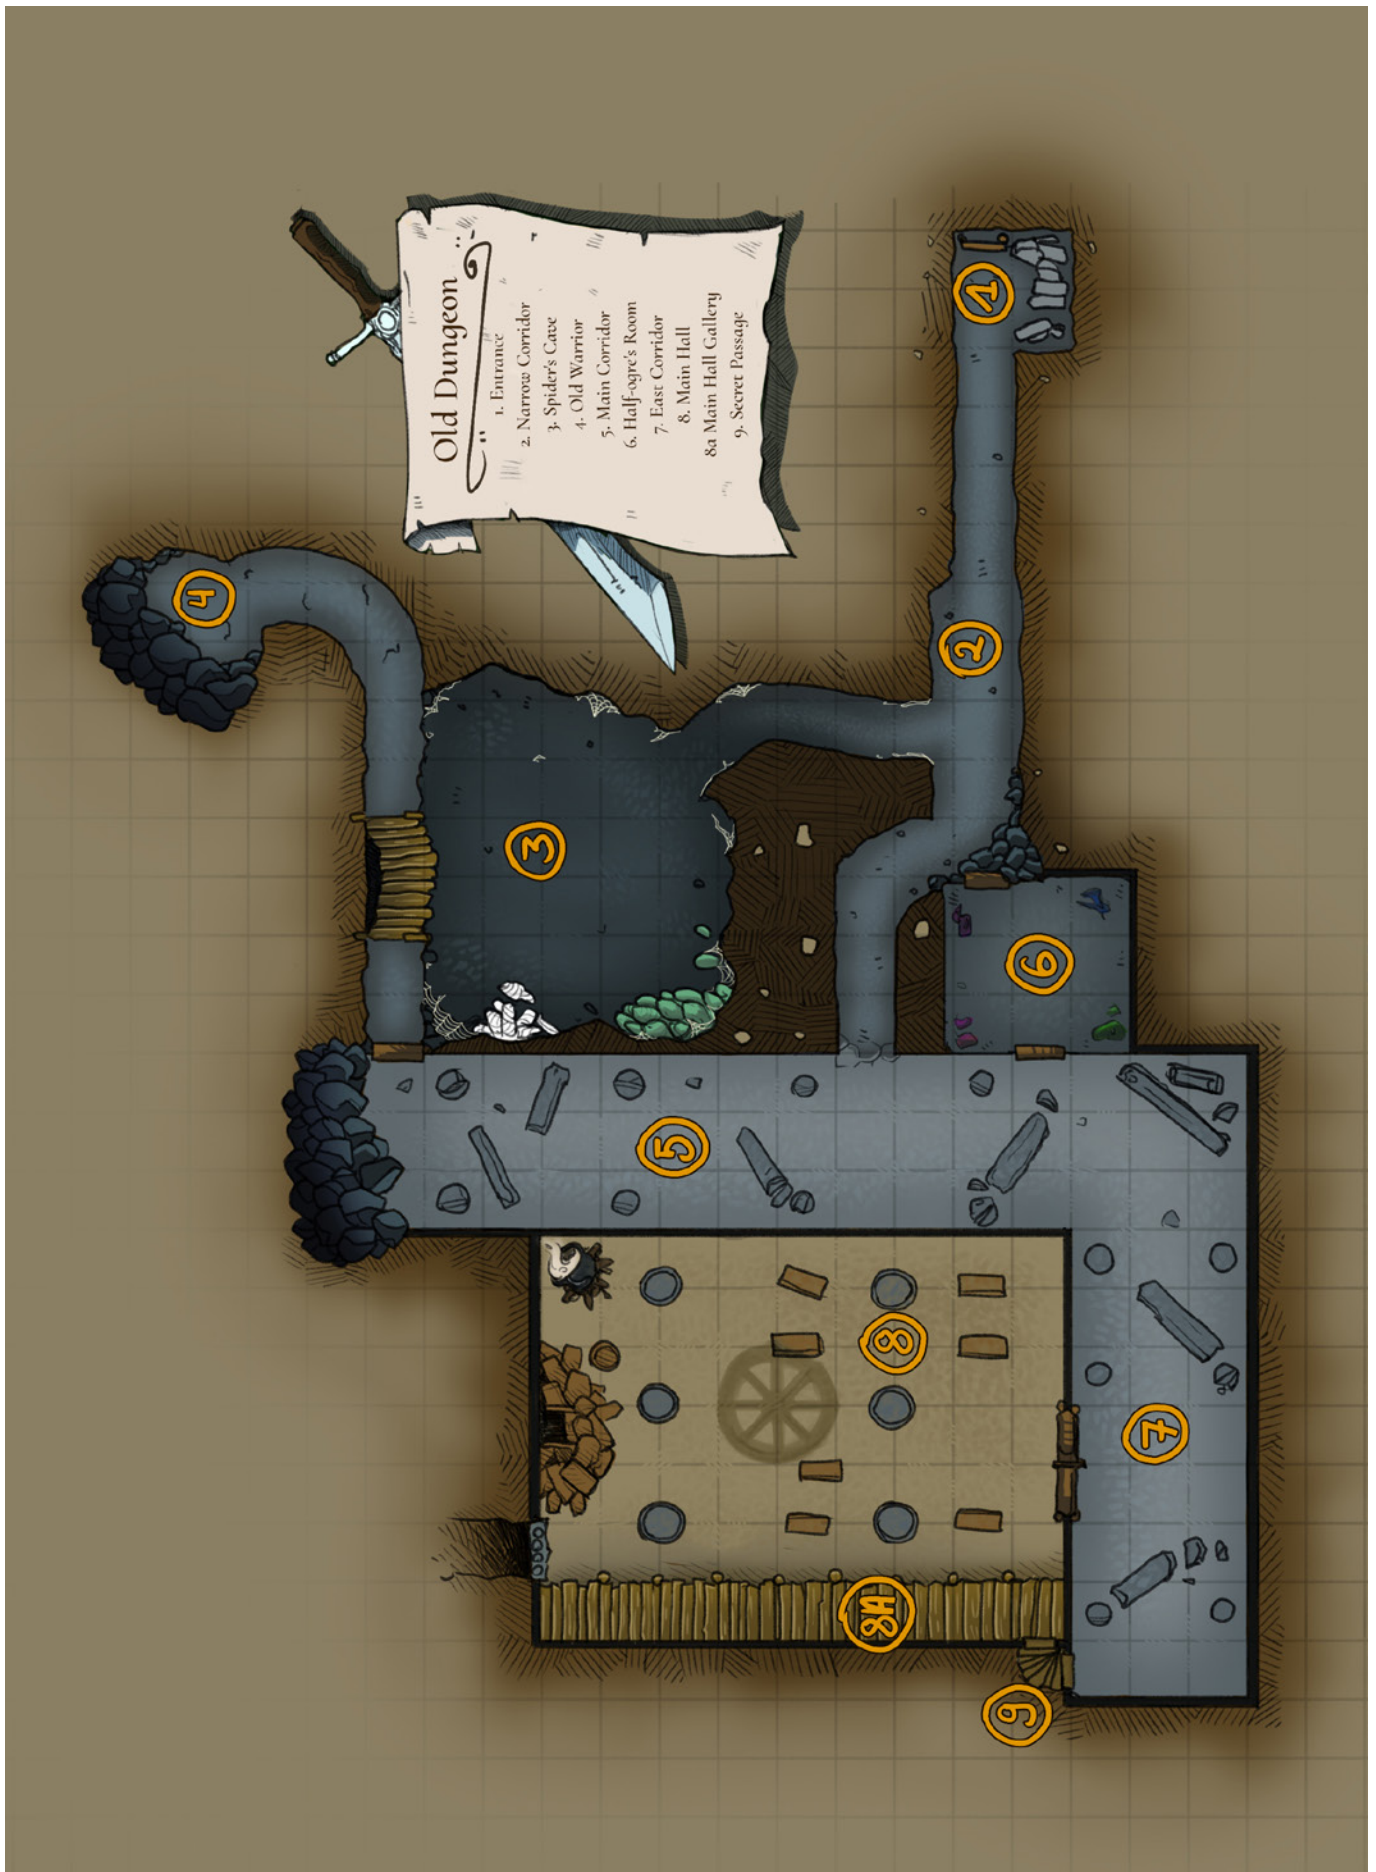 Old Dungeon
1. Entrance
2. Narrow Corridor
3. Spider's Cave
4. Old Warrior
5. Main Corridor
6. Half-ogre's Room
7. East Corridor
8. Main Hall
8a Main Hall Gallery
9. Secret Passage
1
2
3
4
5
6
7
8
8A
9